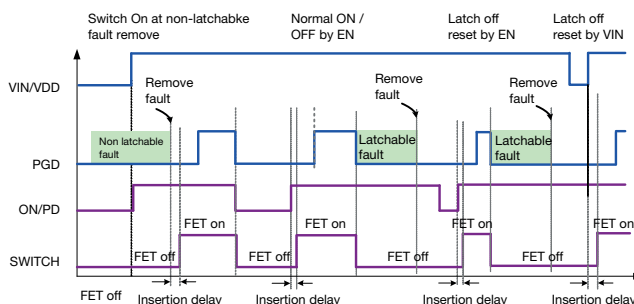 Switch On at non-latchabke
fault remove
Normal ON /
OFF by EN
Latch off
reset by EN
Latch off
reset by VIN
VIN/VDD
Remove
fault
Remove
fault
Remove
fault
Non latchable
fault
Latchable
fault
Latchable
fault
PGD
ON/PD
FET on
FET on
FET on
FET on
FET off
FET off
FET off
FET off
SWITCH
FET off
Insertion delay
Insertion delay
Insertion delay
Insertion delay